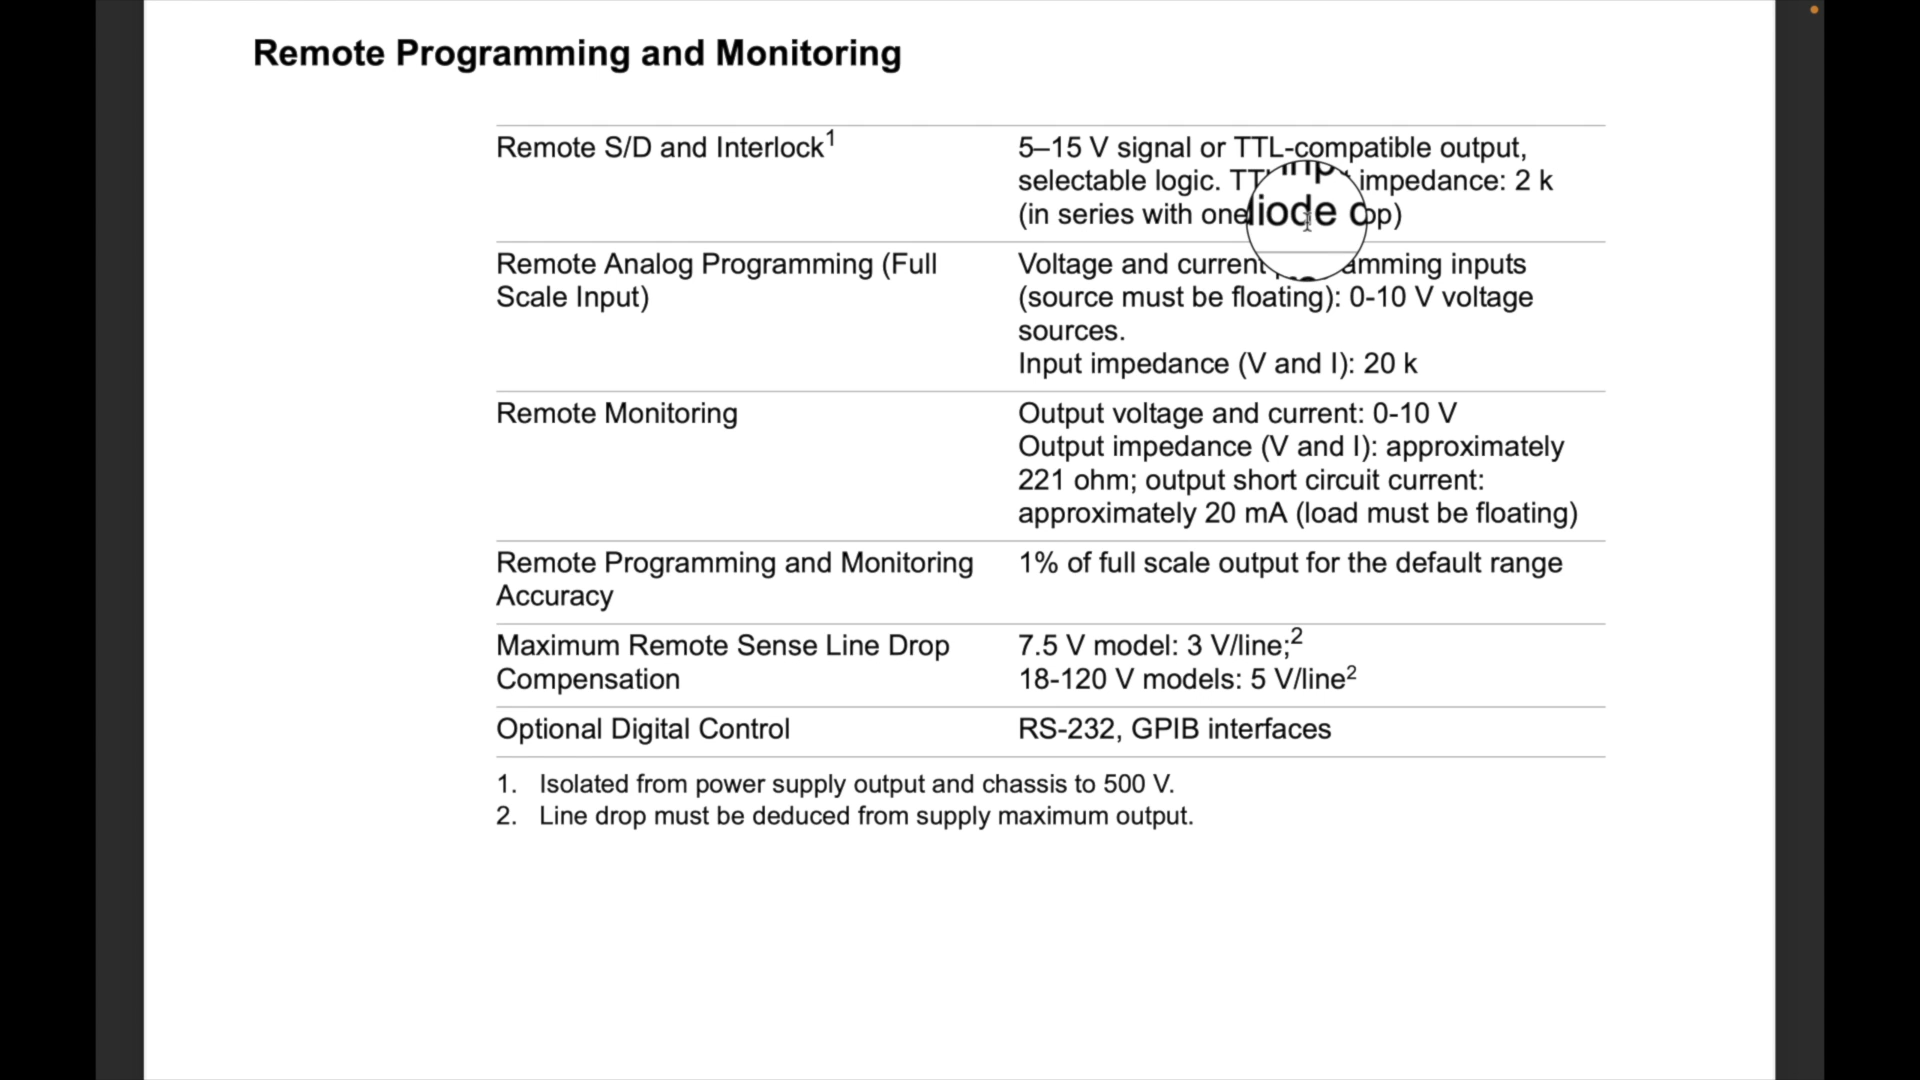 Remote Programming and Monitoring
Remote S/D and Interlock1
5–15 V signal or TTL-compatible output,
selectable logic. impedance: 2 k
(in series with one diode
Remote Analog Programming (Full
Scale Input)
Voltage and current inputs
(source must be floating): 0-10 V voltage
sources.
Input impedance (V and I): 20 k
Remote Monitoring
Output voltage and current: 0-10 V
Output impedance (V and I): approximately
221 ohm; output short circuit current:
approximately 20 mA (load must be floating)
Remote Programming and Monitoring
Accuracy
1% of full scale output for the default range
Maximum Remote Sense Line Drop
Compensation
7.5 V model: 3 V/line;2
18-120 V models: 5 V/line2
Optional Digital Control
RS-232, GPIB interfaces
1. Isolated from power supply output and chassis to 500 V.
2. Line drop must be deduced from supply maximum output.